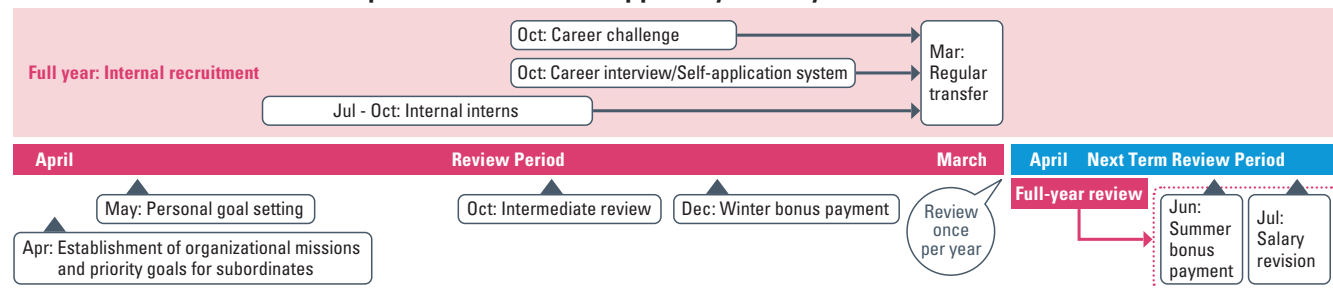 Oct: Career challenge
Full year: Internal recruitment
Oct: Career interview/Self-application system
Jul - Oct: Internal interns
Mar:
Regular
transfer
April
Review Period
March
April
Next Term Review Period
May: Personal goal setting
Oct: Intermediate review
Dec: Winter bonus payment
Apr: Establishment of organizational missions
and priority goals for subordinates
Review
once
per year
Full-year review
Jun:
Summer
bonus
payment
Jul:
Salary
revision